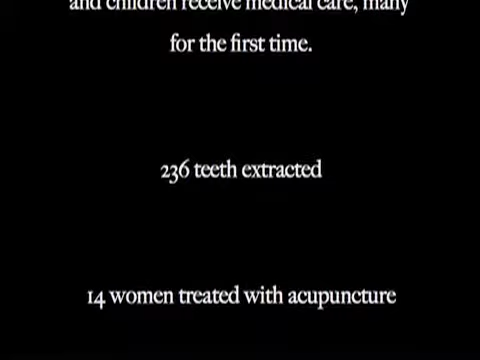 and children receive medical care, many
for the first time.
236 teeth extracted
14 women treated with acupuncture